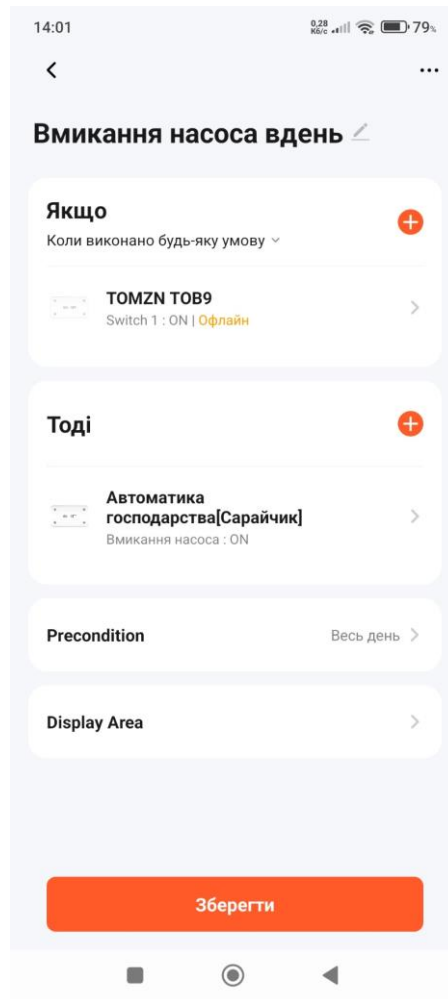 14:01
0,28 Кб/с 79%
Вмикання насоса вдень
Якщо
Коли виконано будь-яку умову
TOMZN TOB9
Switch 1 : ON | Офлайн
Тоді
Автоматика
господарства[Сарайчик]
Вмикання насоса : ON
Precondition
Весь день
Display Area
Зберегти